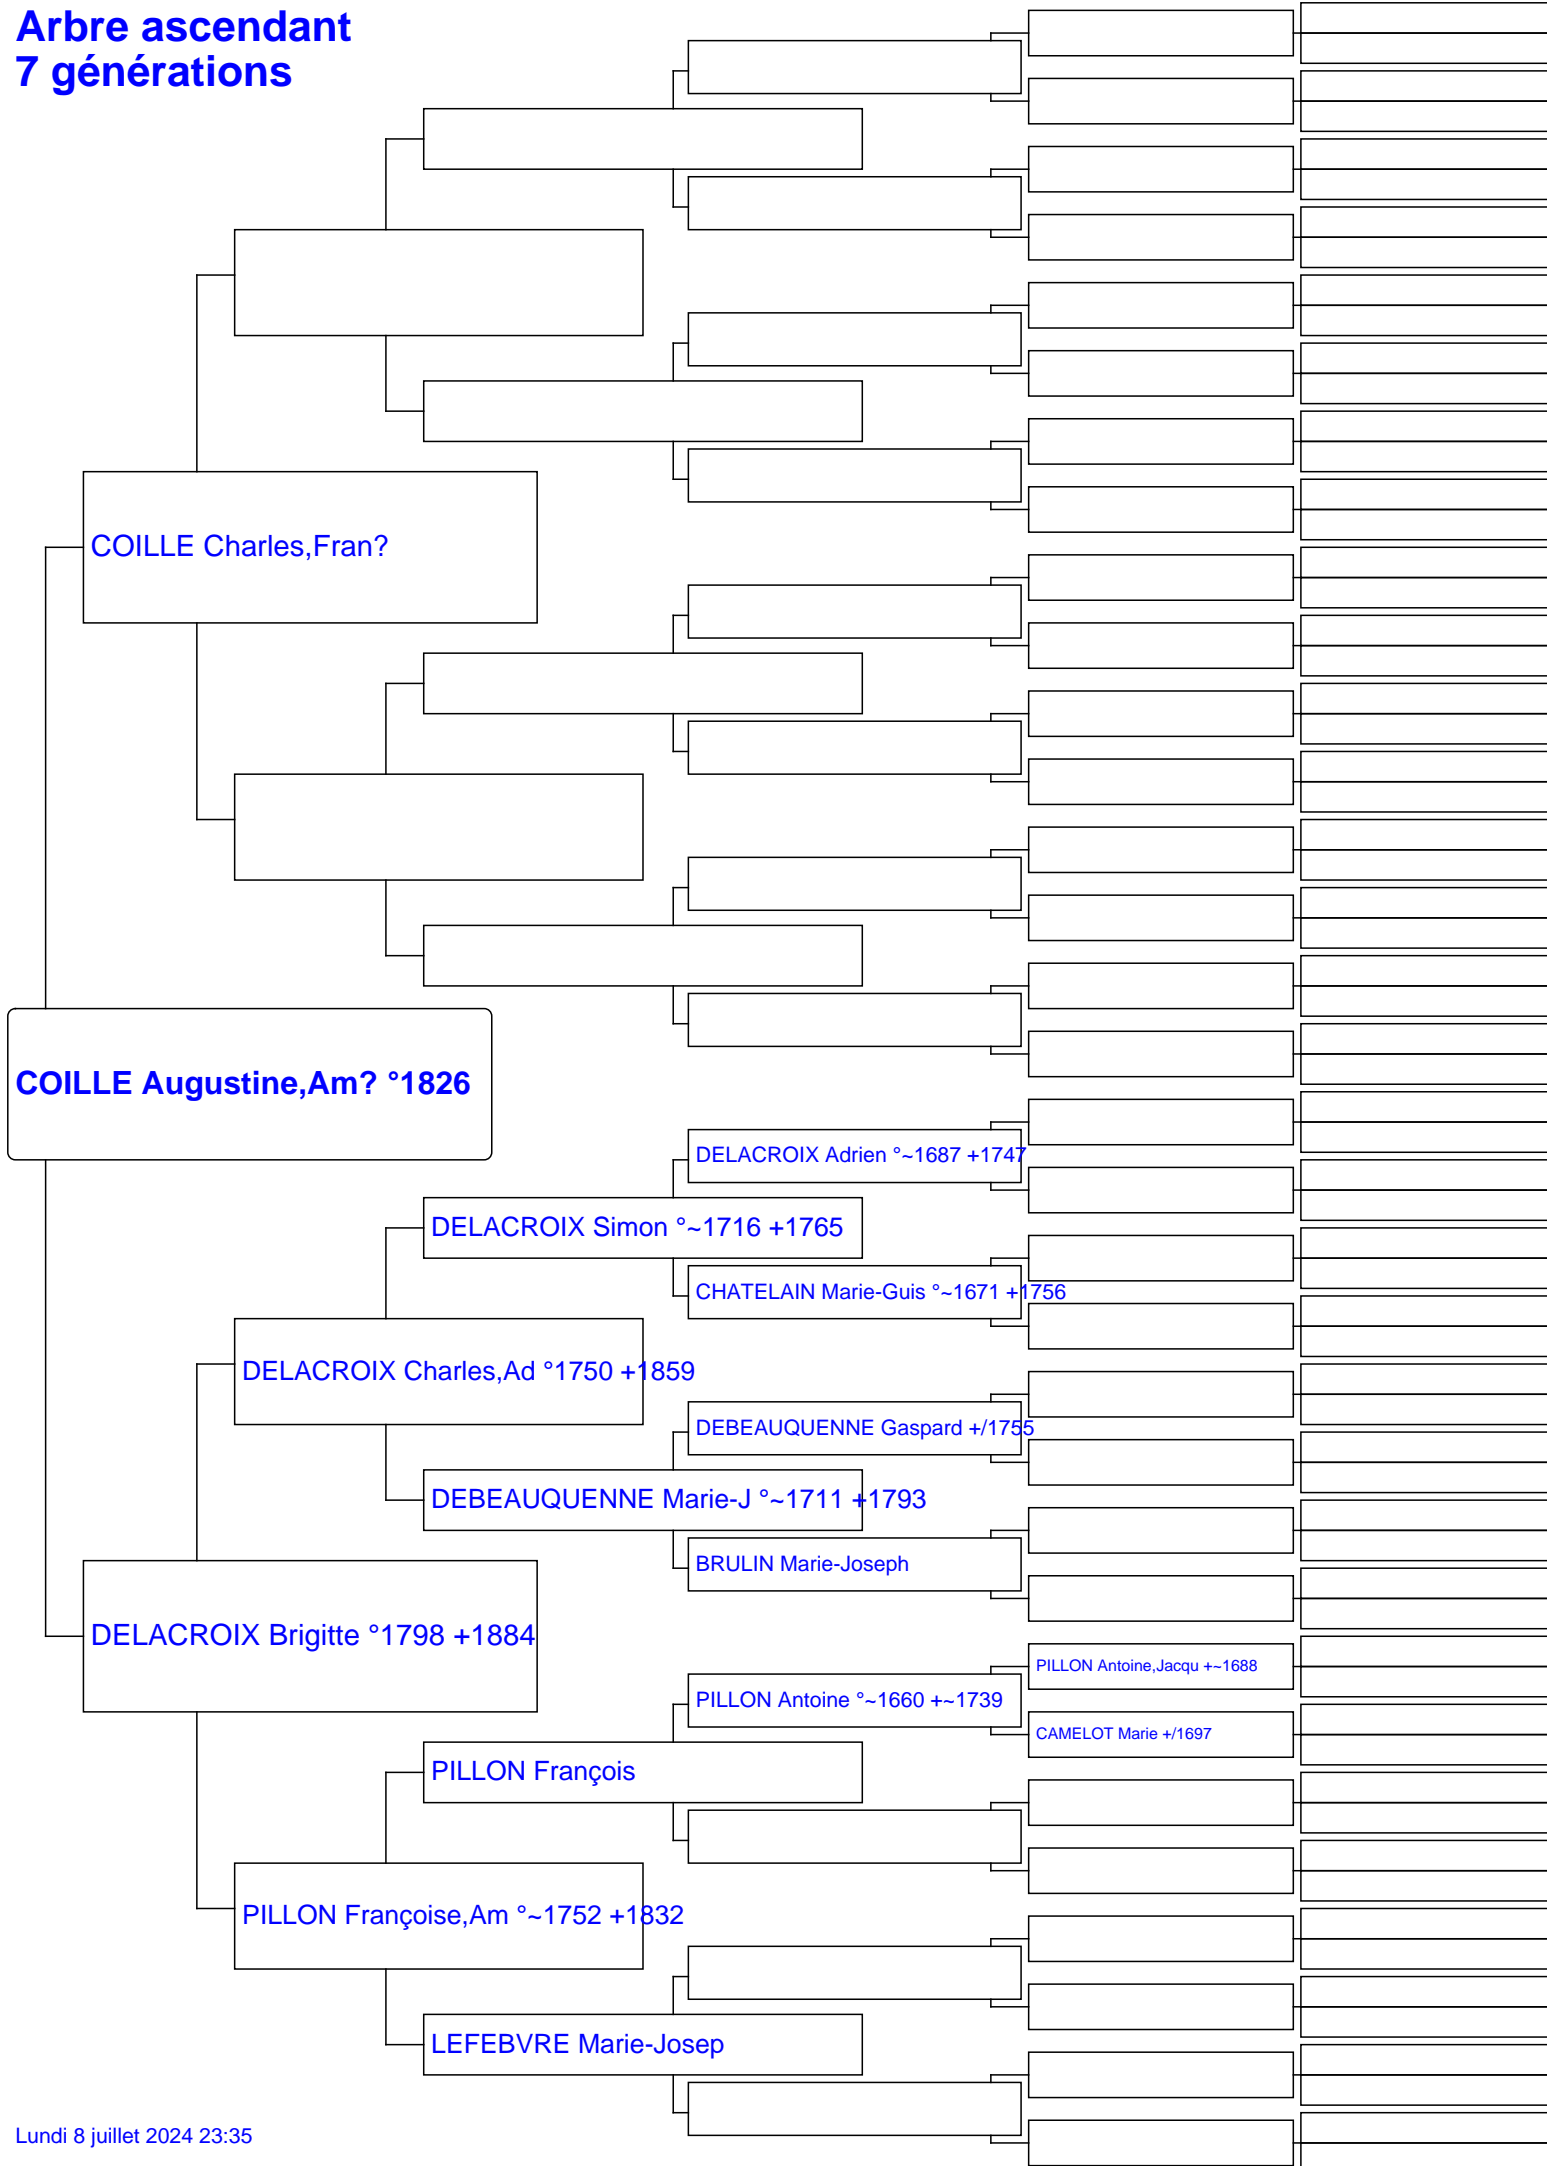 Arbre ascendant
7 générations
COILLE Charles,Fran?
COILLE Augustine,Am? °1826
DELACROIX Adrien °~1687 +1747
DELACROIX Simon °~1716 +1765
CHATELAIN Marie-Guis °~1671 +1756
DELACROIX Charles,Ad °1750 +1859
DEBEAUQUENNE Gaspard +/1755
DEBEAUQUENNE Marie-J °~1711 +1793
BRULIN Marie-Joseph
DELACROIX Brigitte °1798 +1884
PILLON Antoine,Jacqu +~1688
PILLON Antoine °~1660 +~1739
CAMELOT Marie +/1697
PILLON François
PILLON Françoise,Am °~1752 +1832
LEFEBVRE Marie-Josep
Lundi 8 juillet 2024 23:35